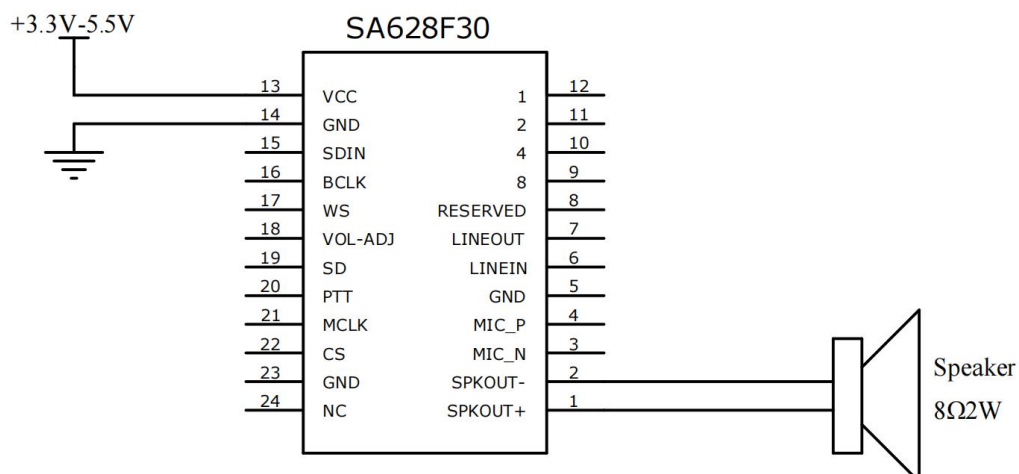 +3.3V-5.5V
SA628F30
13 VCC 1 12
14 GND 2 11
15 SDIN 4 10
16 BCLK 8 9
17 WS RESERVED 8
18 VOL-ADJ LINEOUT 7
19 SD LINEIN 6
20 PTT GND 5
21 MCLK MIC_P 4
22 CS MIC_N 3
23 GND SPKOUT- 2
24 NC SPKOUT+ 1
Speaker
8Ω2W